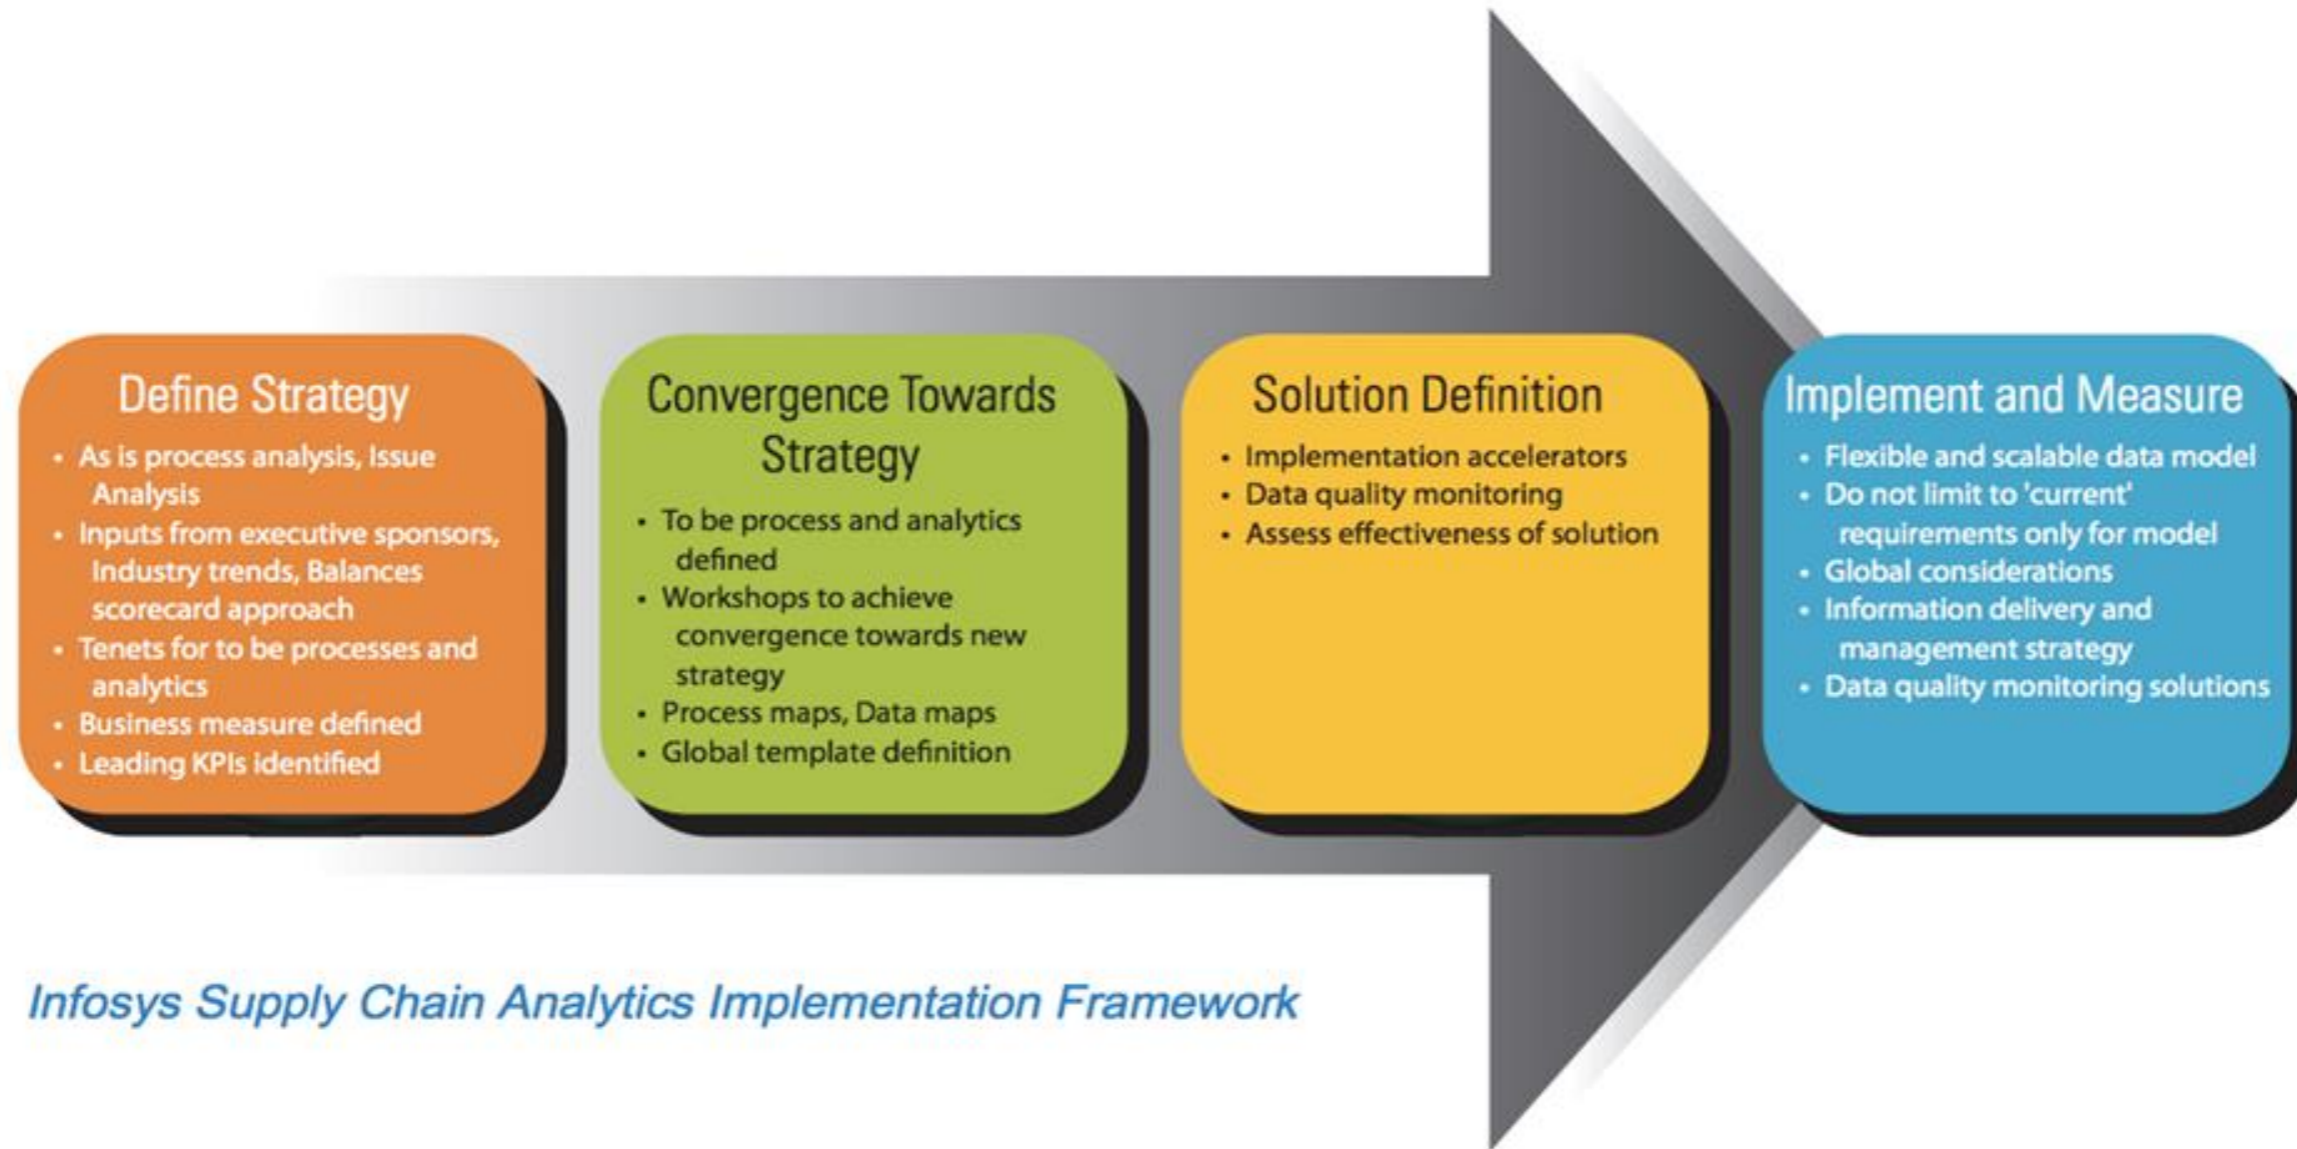 Define Strategy
• As is process analysis, Issue
Analysis
• Inputs from executive sponsors,
Industry trends, Balances
scorecard approach
• Tenets for to be processes and
analytics
• Business measure defined
• Leading KPIs identified
Convergence Towards
Strategy
• To be process and analytics
defined
• Workshops to achieve
convergence towards new
strategy
• Process maps, Data maps
• Global template definition
Solution Definition
• Implementation accelerators
• Data quality monitoring
• Assess effectiveness of solution
Implement and Measure
• Flexible and scalable data model
• Do not limit to 'current'
requirements only for model
• Global considerations
• Information delivery and
management strategy
• Data quality monitoring solutions
Infosys Supply Chain Analytics Implementation Framework